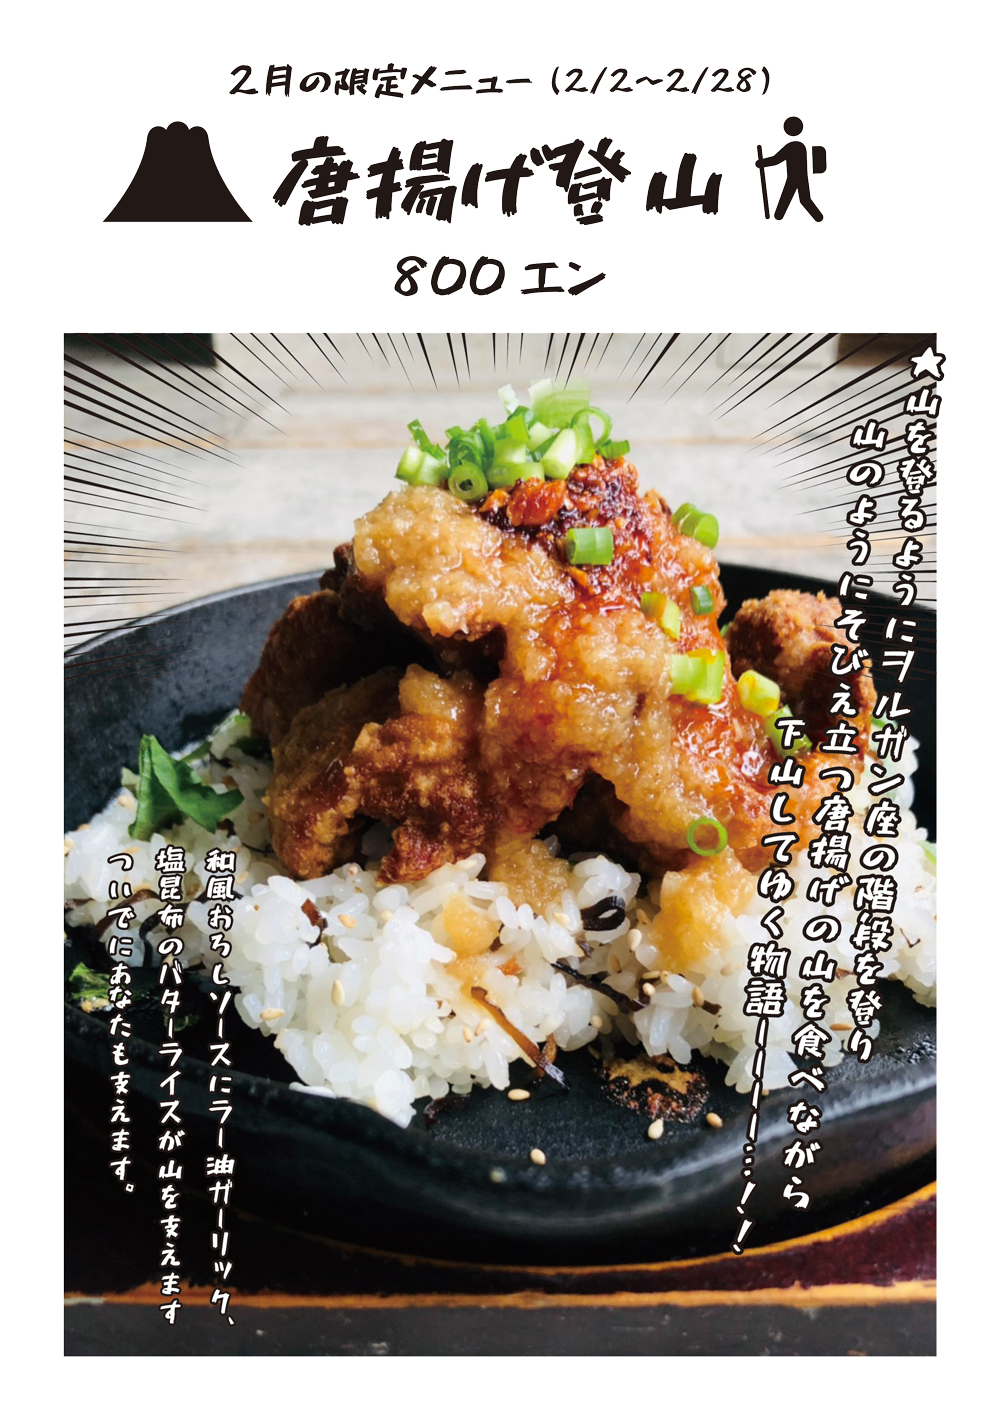 2月の限定メニュー（2/2～2/28）
唐揚げ登山
800エン
★山を登るようにヲルガン座の階段を登り
山のようにそびえ立つ唐揚げの山を食べながら
下山してゆく物語ーーーー…！！
和風おろしソースにラー油ガーリック、
塩昆布のバターライスが山を支えます
ついでにあなたも支えます。